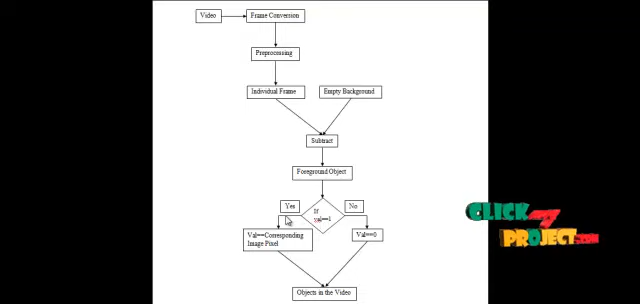 Video
Frame Conversion
Preprocessing
Individual Frame
Empty Background
Subtract
Foreground Object
Yes
No
If
val==1
Val==Corresponding
Image Pixel
Val==0
Objects in the Video
CLICK
PROJECT.COM